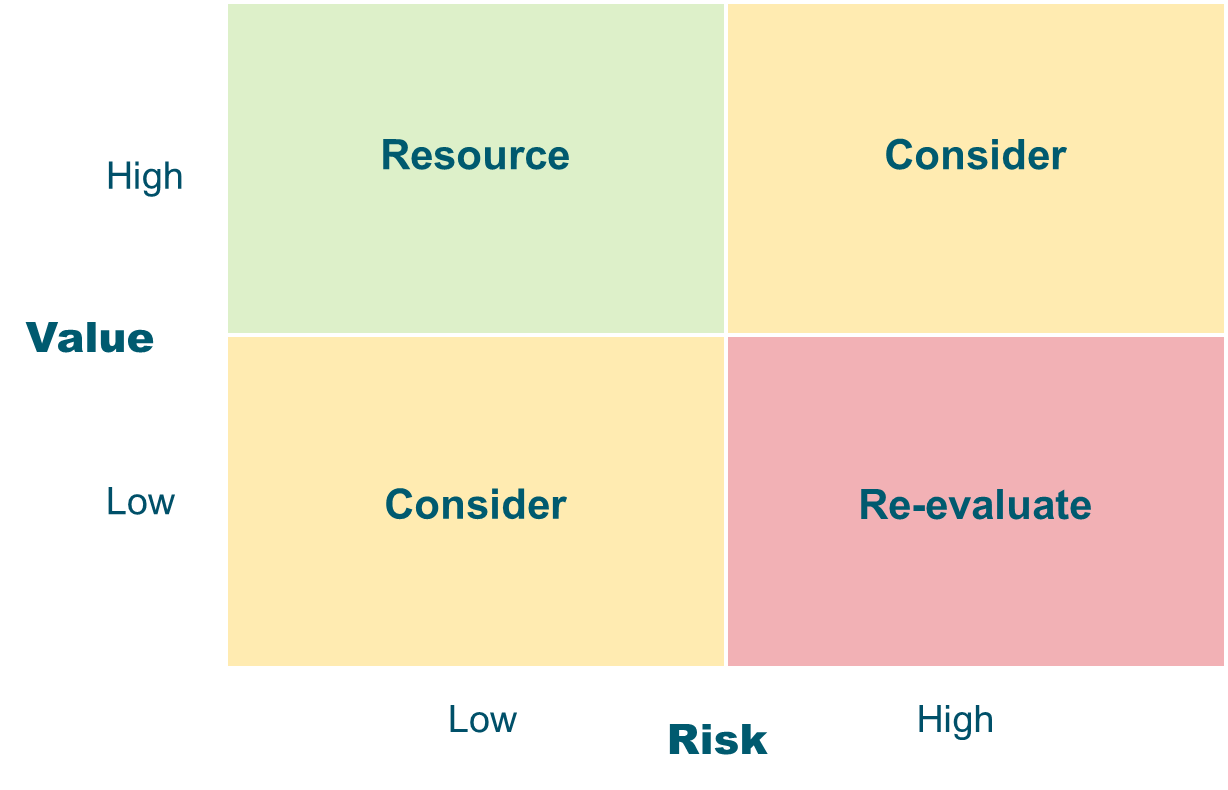 Resource
Consider
High
Value
Low
Consider
Re-evaluate
Low
High
Risk